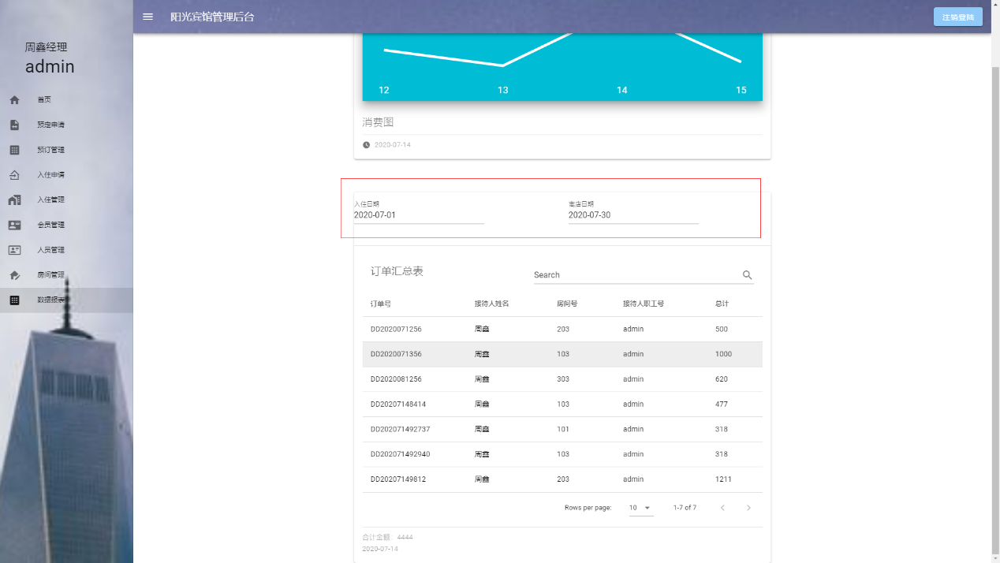 阳光宾馆管理后台
注销登陆
周鑫经理
admin
首页
预定申请
预订管理
入住申请
入住管理
会员管理
人员管理
房间管理
数据报表
12 13 14 15
消费图
2020-07-14
入住日期 离店日期
2020-07-01 2020-07-30
订单汇总表 Search
订单号 接待人姓名 房间号 接待人职工号 总计
DD2020071256 周鑫 203 admin 500
DD2020071356 周鑫 103 admin 1000
DD2020081256 周鑫 303 admin 620
DD20207148414 周鑫 103 admin 477
DD202071492737 周鑫 101 admin 318
DD202071492940 周鑫 103 admin 318
DD20207149812 周鑫 203 admin 1211
Rows per page: 10 1-7 of 7
合计金额：4444
2020-07-14